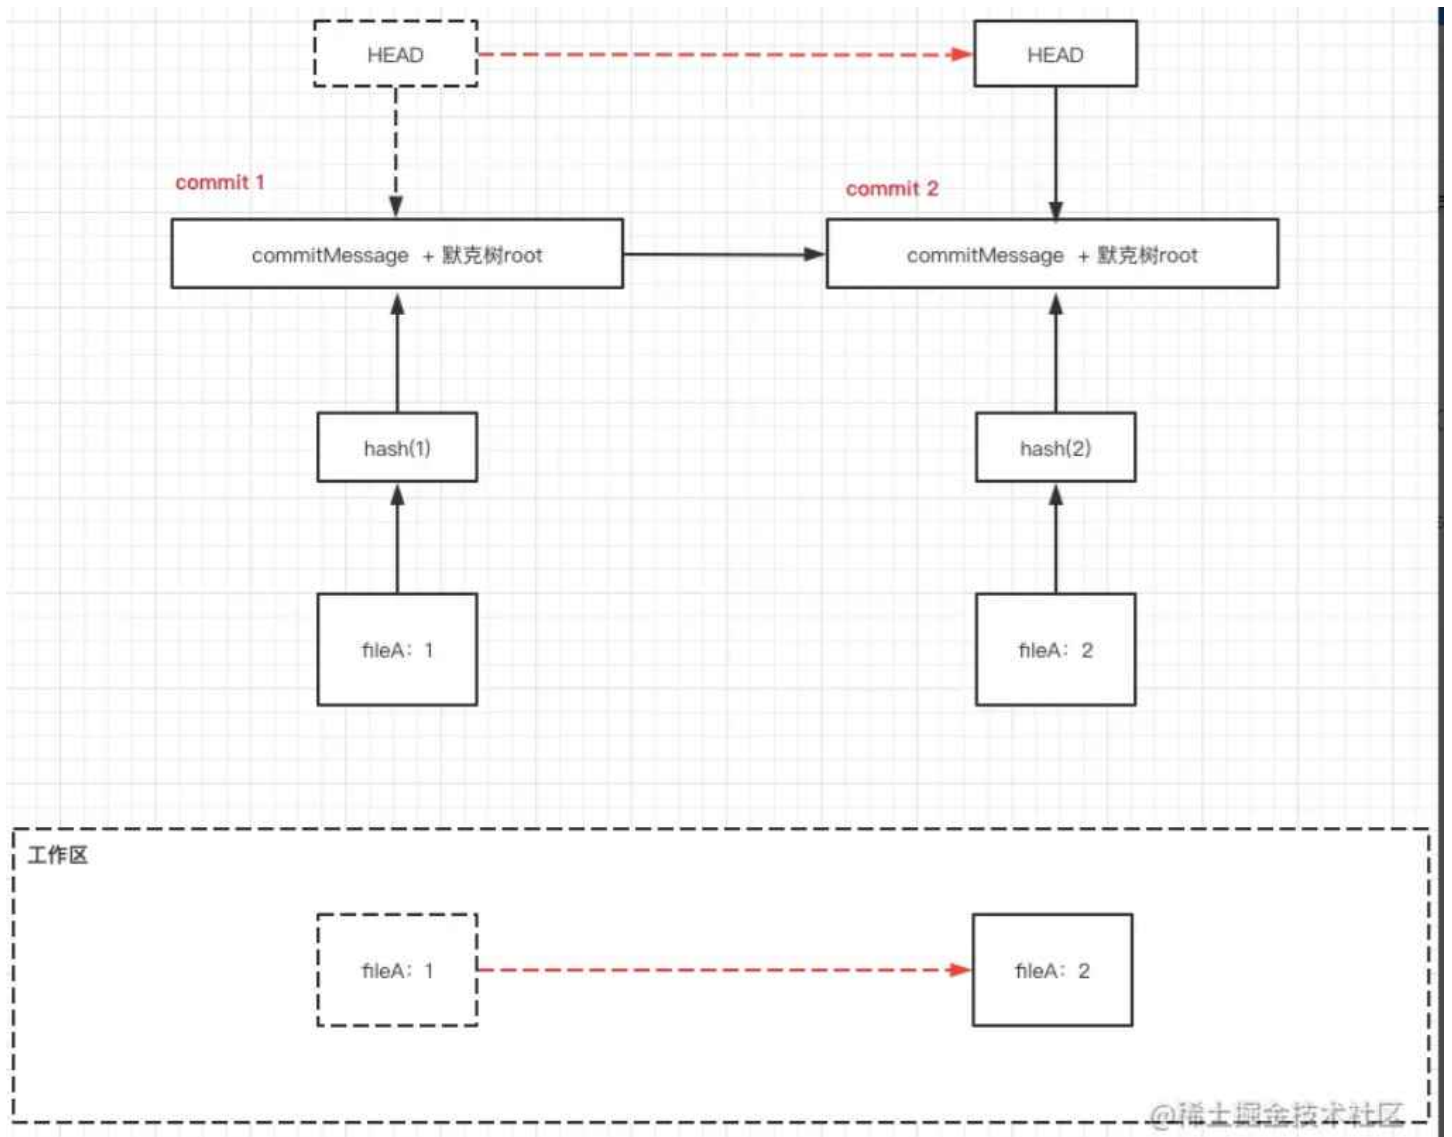 HEAD
HEAD
commit 1
commit 2
commitMessage + 默克树root
commitMessage + 默克树root
hash(1)
hash(2)
fileA：1
fileA：2
工作区
fileA：1
fileA：2
@稀土掘金技术社区